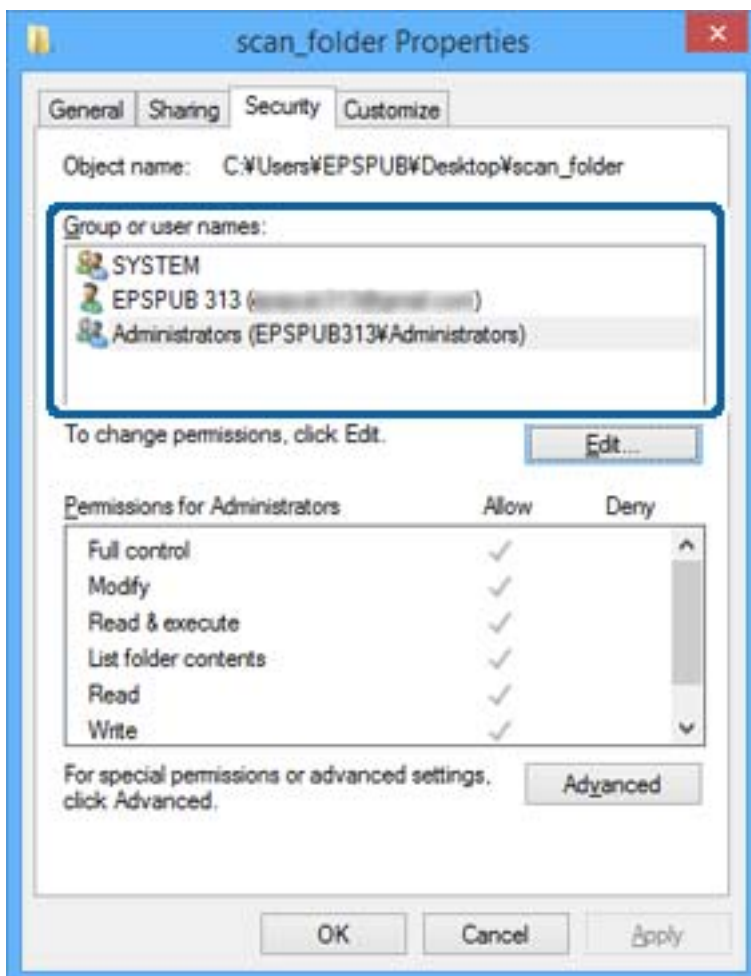 scan_folder Properties
General Sharing Security Customize
Object name: C:¥Users¥EPSPUB¥Desktop¥scan_folder
Group or user names:
SYSTEM
EPSPUB 313 ( )
Administrators (EPSPUB313¥Administrators)
To change permissions, click Edit.
Edit...
Permissions for Administrators Allow Deny
Full control
Modify
Read & execute
List folder contents
Read
Write
For special permissions or advanced settings,
click Advanced.
Advanced
OK Cancel Apply